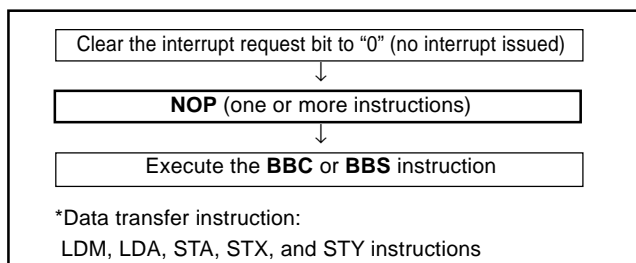 Clear the interrupt request bit to “0” (no interrupt issued)
↓
NOP (one or more instructions)
↓
Execute the BBC or BBS instruction
*Data transfer instruction:
LDM, LDA, STA, STX, and STY instructions